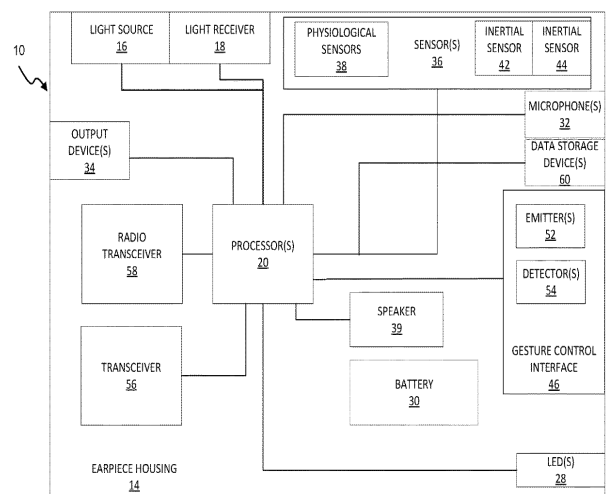 10
LIGHT SOURCE
16
LIGHT RECEIVER
18
PHYSIOLOGICAL
SENSORS
38
SENSOR(S)
36
INERTIAL
SENSOR
42
INERTIAL
SENSOR
44
MICROPHONE(S)
32
OUTPUT
DEVICE(S)
34
DATA STORAGE
DEVICE(S)
60
RADIO
TRANSCEIVER
58
PROCESSOR(S)
20
EMITTER(S)
52
DETECTOR(S)
54
SPEAKER
39
GESTURE CONTROL
INTERFACE
46
TRANSCEIVER
56
BATTERY
30
EARPIECE HOUSING
14
LED(S)
28